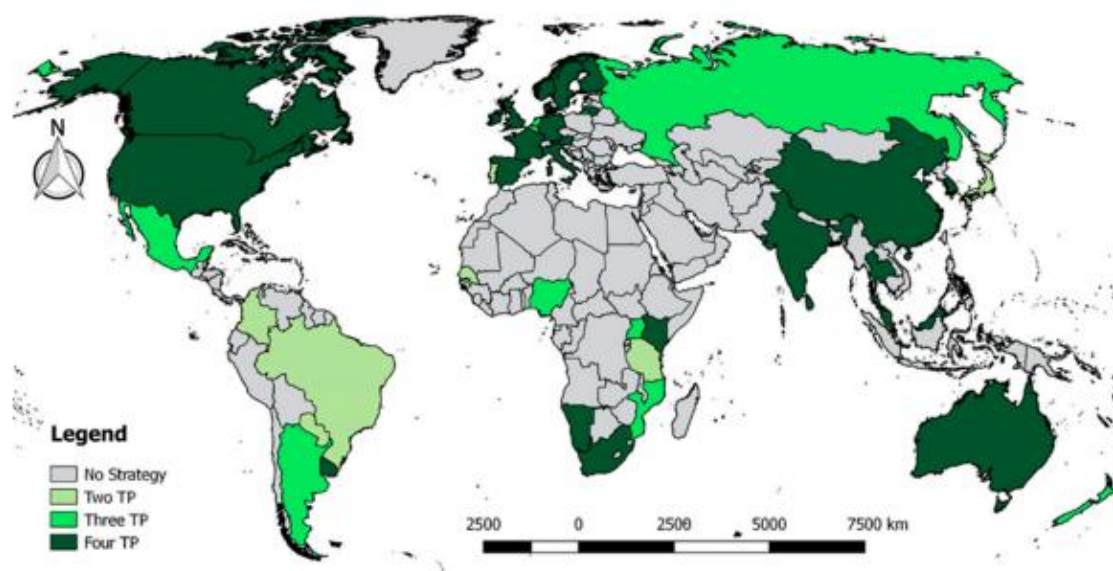 N
Legend
No Strategy
Two TP
Three TP
Four TP
2500 0 2500 5000 7500 km